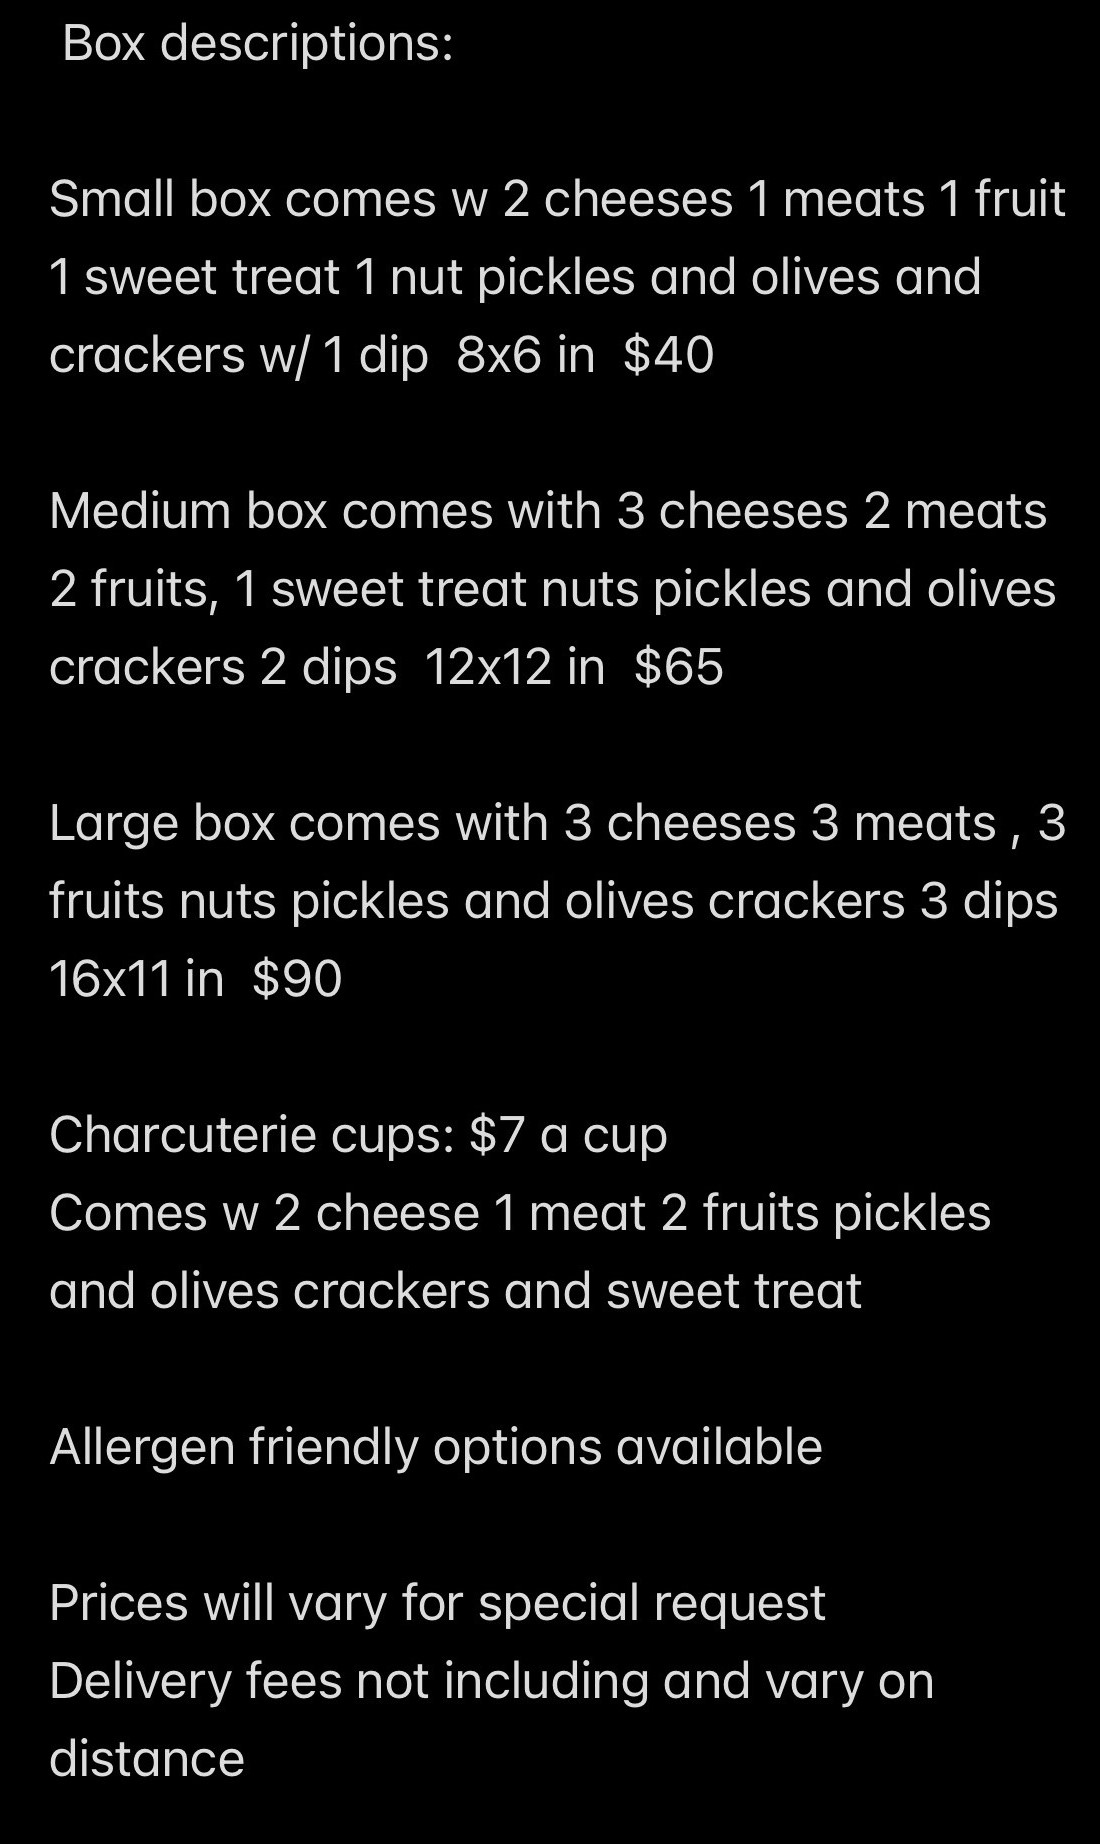 Box descriptions:
Small box comes w 2 cheeses 1 meats 1 fruit
1 sweet treat 1 nut pickles and olives and
crackers w/ 1 dip  8x6 in  $40
Medium box comes with 3 cheeses 2 meats
2 fruits, 1 sweet treat nuts pickles and olives
crackers 2 dips  12x12 in  $65
Large box comes with 3 cheeses 3 meats , 3
fruits nuts pickles and olives crackers 3 dips
16x11 in  $90
Charcuterie cups: $7 a cup
Comes w 2 cheese 1 meat 2 fruits pickles
and olives crackers and sweet treat
Allergen friendly options available
Prices will vary for special request
Delivery fees not including and vary on
distance